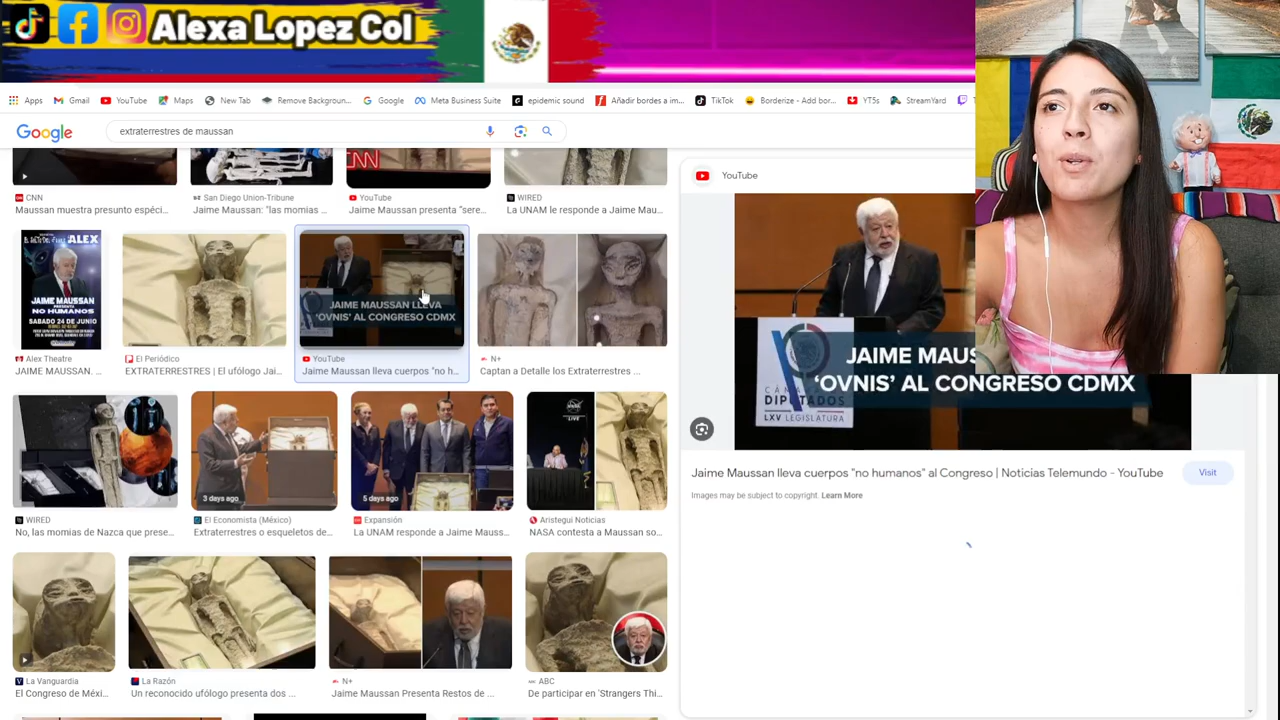 Alexa Lopez Col
Apps
Gmail
YouTube
Maps
New Tab
Remove Backgroun...
Google
Meta Business Suite
epidemic sound
Añadir bordes a im...
TikTok
Borderize - Add bor...
YT5s
StreamYard
Google
extraterrestres de maussan
YouTube
CNN
CNN
Maussan muestra presunto espéci...
San Diego Union-Tribune
Jaime Maussan: "las momias ...
YouTube
Jaime Maussan presenta "sere...
WIRED
La UNAM le responde a Jaime Mau...
ALEX
JAIME MAUSSAN
NO HUMANOS
SABADO 24 DE JUNIO
JAIME MAUSSAN LLEVA
'OVNIS' AL CONGRESO CDMX
Alex Theatre
JAIME MAUSSAN. ...
El Periódico
EXTRATERRESTRES | El ufólogo Jai...
YouTube
Jaime Maussan lleva cuerpos "no h...
N+
Captan a Detalle los Extraterrestres ...
JAIME MAUS
'OVNIS' AL CONGRESO CDMX
CÁMARA
DIPUTADOS
LXV LEGISLATURA
Jaime Maussan lleva cuerpos "no humanos" al Congreso | Noticias Telemundo - YouTube
Visit
Images may be subject to copyright. Learn More
3 days ago
5 days ago
WIRED
No, las momias de Nazca que prese...
El Economista (México)
Extraterrestres o esqueletos de...
Expansión
La UNAM responde a Jaime Mauss...
Aristegui Noticias
NASA contesta a Maussan so...
La Vanguardia
El Congreso de Méxi...
La Razón
Un reconocido ufólogo presenta dos ...
N+
Jaime Maussan Presenta Restos de ...
ABC
De participar en 'Strangers Thi...